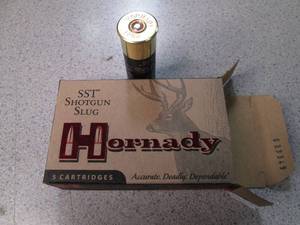 SST
SHOTGUN
SLUG
Hornady
5 CARTRIDGES
Accurate. Deadly. Dependable.